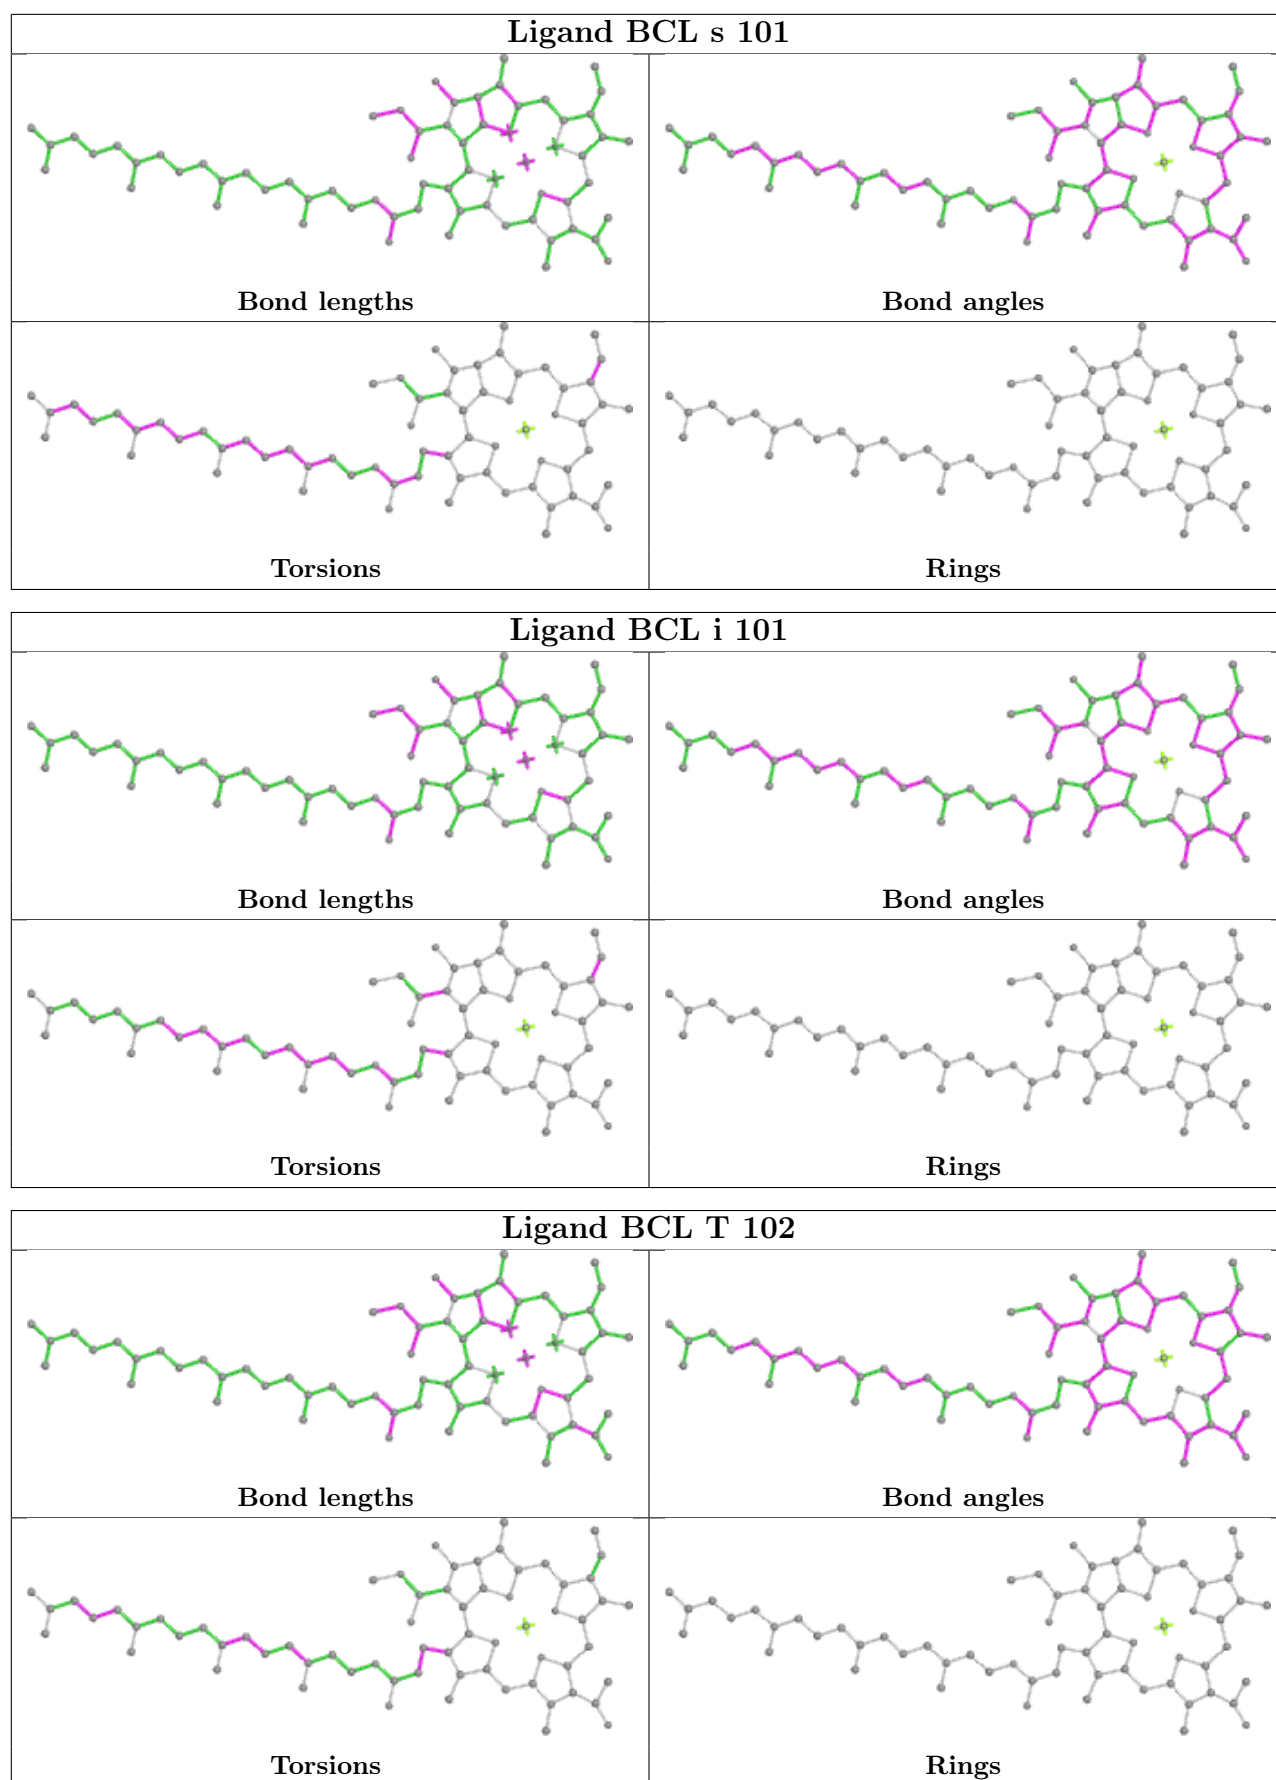 Ligand BCL s 101
Bond lengths
Bond angles
Torsions
Rings
Ligand BCL i 101
Bond lengths
Bond angles
Torsions
Rings
Ligand BCL T 102
Bond lengths
Bond angles
Torsions
Rings